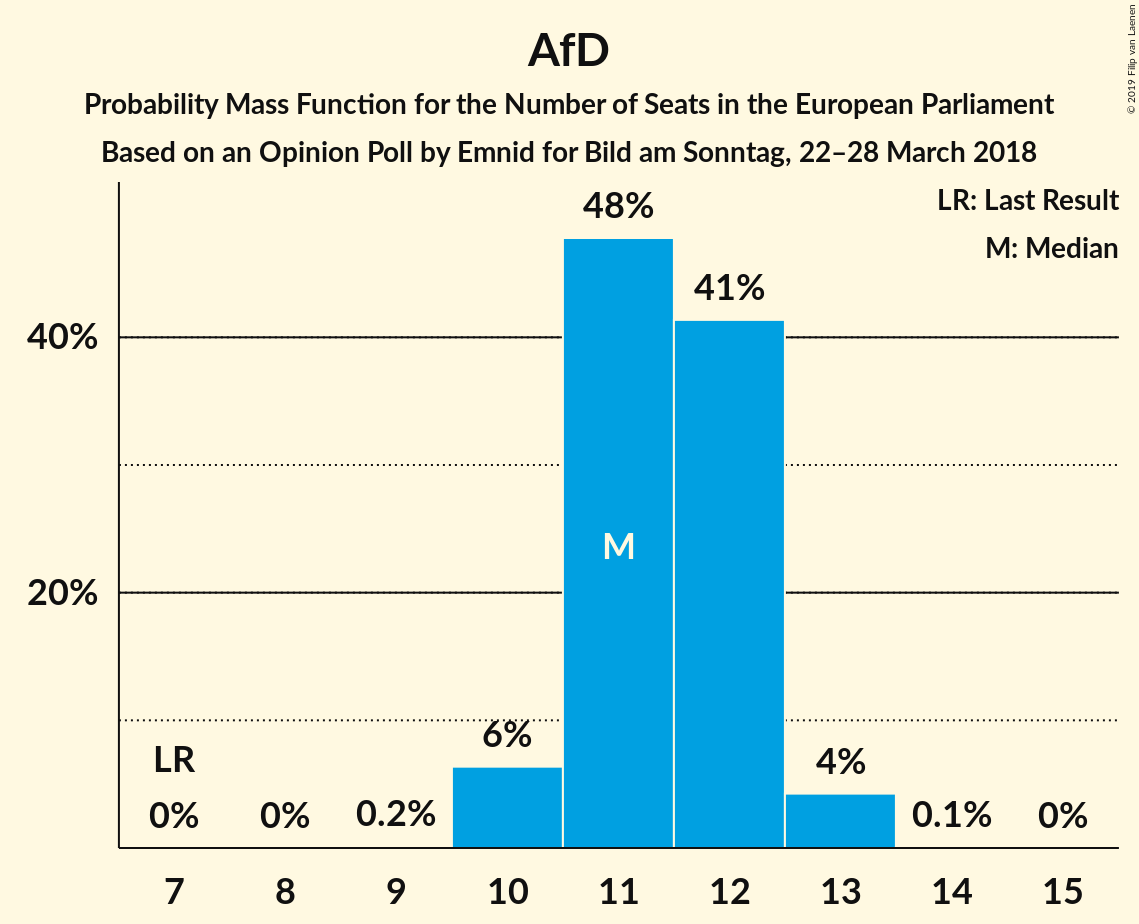 AfD
Probability Mass Function for the Number of Seats in the European Parliament
Based on an Opinion Poll by Emnid for Bild am Sonntag, 22–28 March 2018
© 2019 Filip van Laenen
LR: Last Result
M: Median
48%
41%
40%
M
20%
6%
LR
4%
0%
0%
0.2%
0.1%
0%
7 8 9 10 11 12 13 14 15